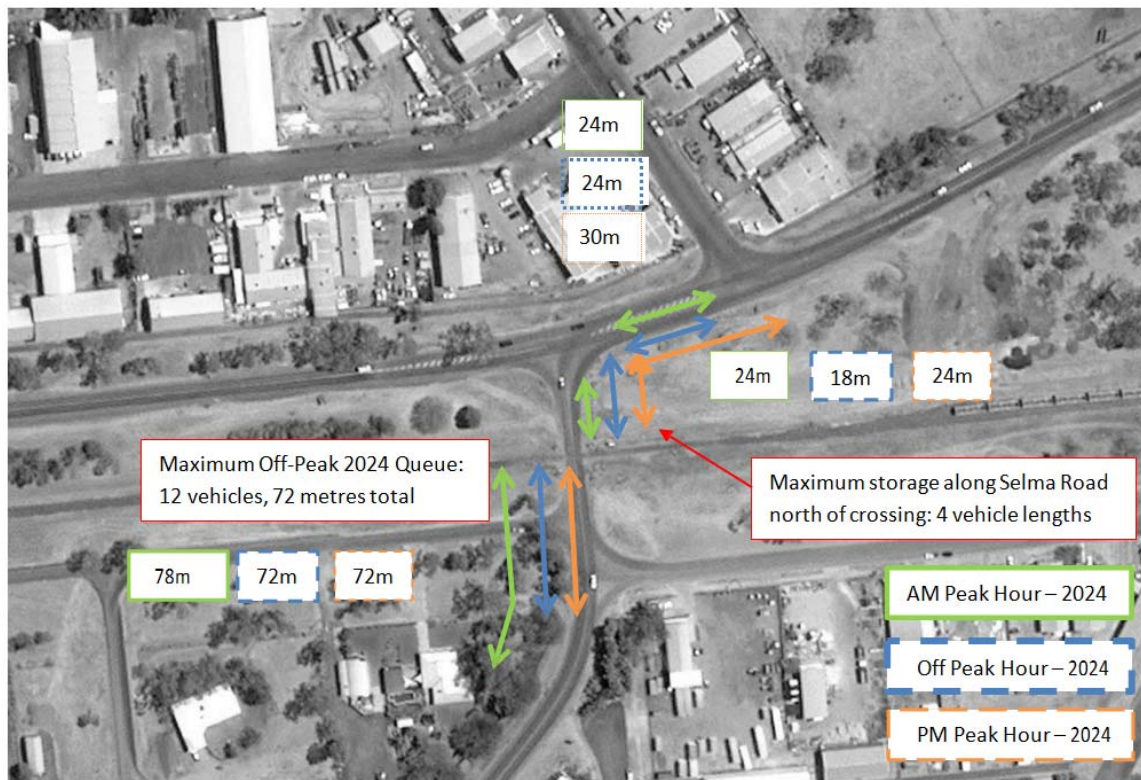 24m
24m
30m
24m
18m
24m
Maximum Off-Peak 2024 Queue:
12 vehicles, 72 metres total
Maximum storage along Selma Road
north of crossing: 4 vehicle lengths
78m
72m
72m
AM Peak Hour – 2024
Off Peak Hour – 2024
PM Peak Hour – 2024